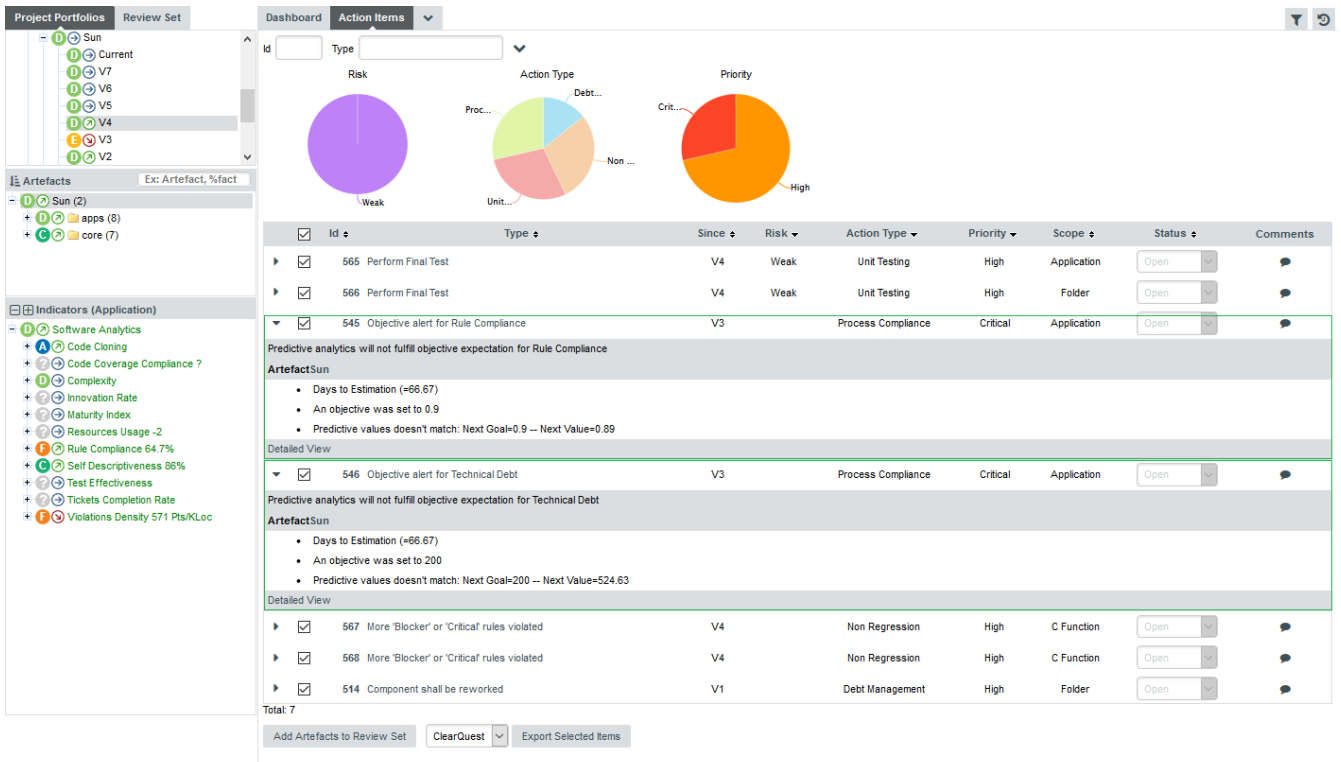 Project Portfolios Review Set
D Sun
D Current
D V7
D V6
D V5
D V4
E V3
D V2
Artefacts Ex: Artefact, %fact
D Sun (2)
D apps (8)
C core (7)
Indicators (Application)
D Software Analytics
A Code Cloning
? Code Coverage Compliance ?
D Complexity
? Innovation Rate
? Maturity Index
? Resources Usage -2
F Rule Compliance 64.7%
C Self Descriptiveness 86%
? Test Effectiveness
? Tickets Completion Rate
F Violations Density 571 Pts/KLoc
Dashboard Action Items
Id Type
Risk
Weak
Action Type
Debt...
Proc...
Non ...
Unit...
Priority
Crit...
High
Id Type Since Risk Action Type Priority Scope Status Comments
565 Perform Final Test V4 Weak Unit Testing High Application Open
566 Perform Final Test V4 Weak Unit Testing High Folder Open
545 Objective alert for Rule Compliance V3 Process Compliance Critical Application Open
Predictive analytics will not fulfill objective expectation for Rule Compliance
ArtefactSun
• Days to Estimation (=66.67)
• An objective was set to 0.9
• Predictive values doesn't match: Next Goal=0.9 -- Next Value=0.89
Detailed View
546 Objective alert for Technical Debt V3 Process Compliance Critical Application Open
Predictive analytics will not fulfill objective expectation for Technical Debt
ArtefactSun
• Days to Estimation (=66.67)
• An objective was set to 200
• Predictive values doesn't match: Next Goal=200 -- Next Value=524.63
Detailed View
567 More 'Blocker' or 'Critical' rules violated V4 Non Regression High C Function Open
568 More 'Blocker' or 'Critical' rules violated V4 Non Regression High C Function Open
514 Component shall be reworked V1 Debt Management High Folder Open
Total: 7
Add Artefacts to Review Set ClearQuest Export Selected Items